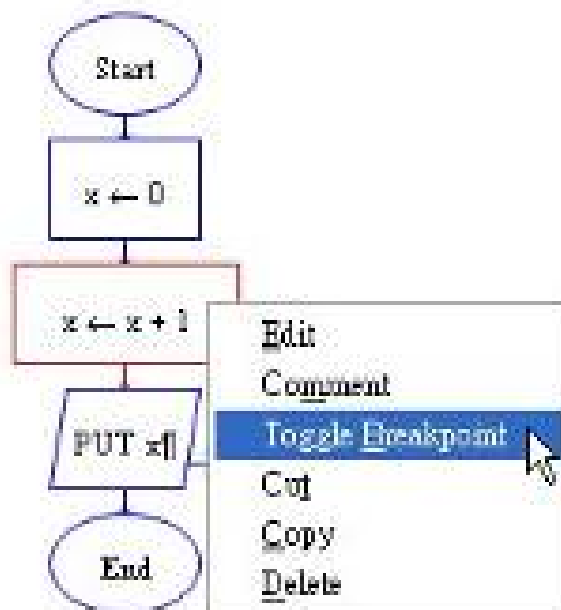 Start
x ← 0
x ← x + 1
PUT x¶
End
Edit
Comment
Toggle Breakpoint
Cut
Copy
Delete